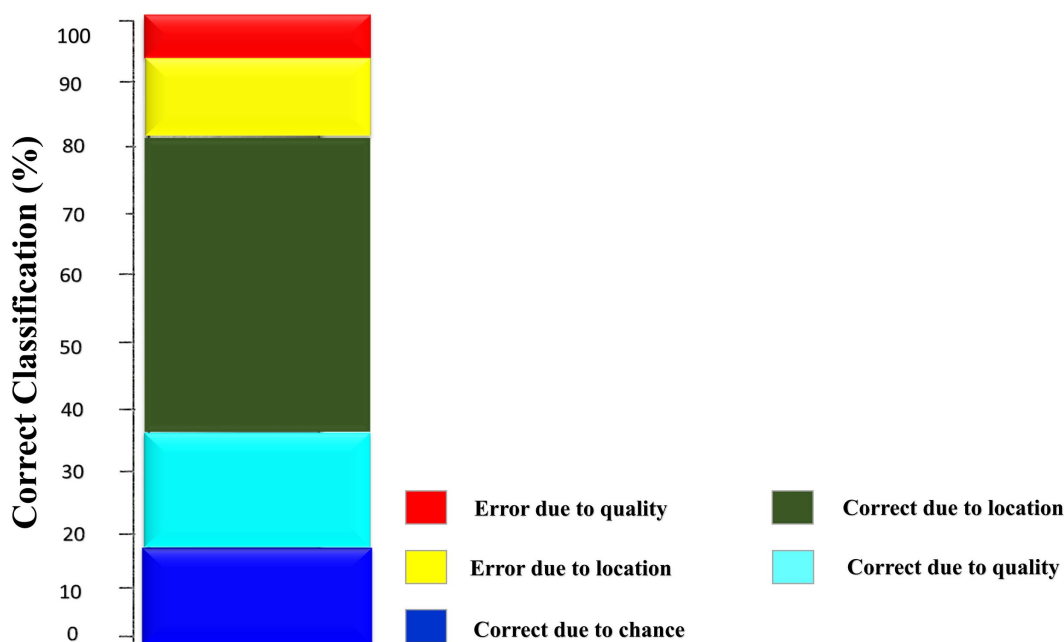 Correct Classification (%)
100
90
80
70
60
50
40
30
20
10
0
Error due to quality
Correct due to location
Error due to location
Correct due to quality
Correct due to chance